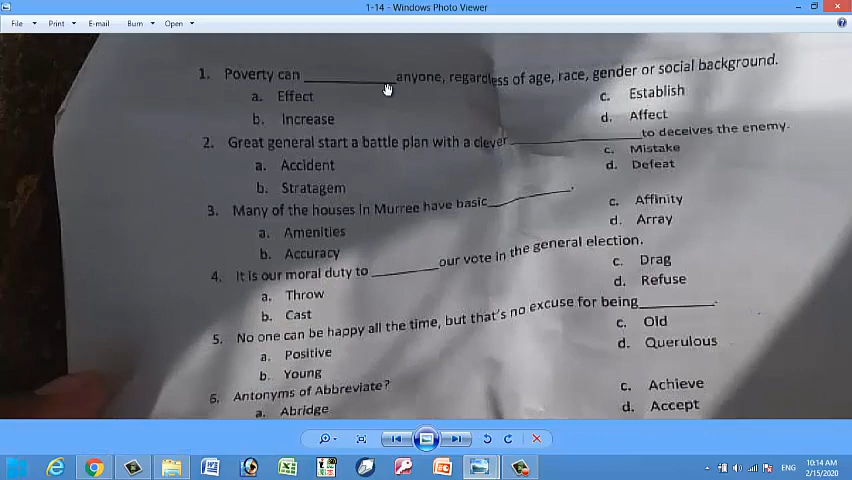 1-14 - Windows Photo Viewer
File Print E-mail Burn Open
1. Poverty can __________ anyone, regardless of age, race, gender or social background.
a. Effect
c. Establish
b. Increase
d. Affect
2. Great general start a battle plan with a clever __________ to deceives the enemy.
a. Accident
c. Mistake
b. Stratagem
d. Defeat
3. Many of the houses in Murree have basic __________.
a. Amenities
c. Affinity
b. Accuracy
d. Array
4. It is our moral duty to ________ our vote in the general election.
a. Throw
c. Drag
b. Cast
d. Refuse
5. No one can be happy all the time, but that's no excuse for being__________.
a. Positive
c. Old
b. Young
d. Querulous
6. Antonyms of Abbreviate?
a. Abridge
c. Achieve
d. Accept
ENG
10:14 AM
2/15/2020